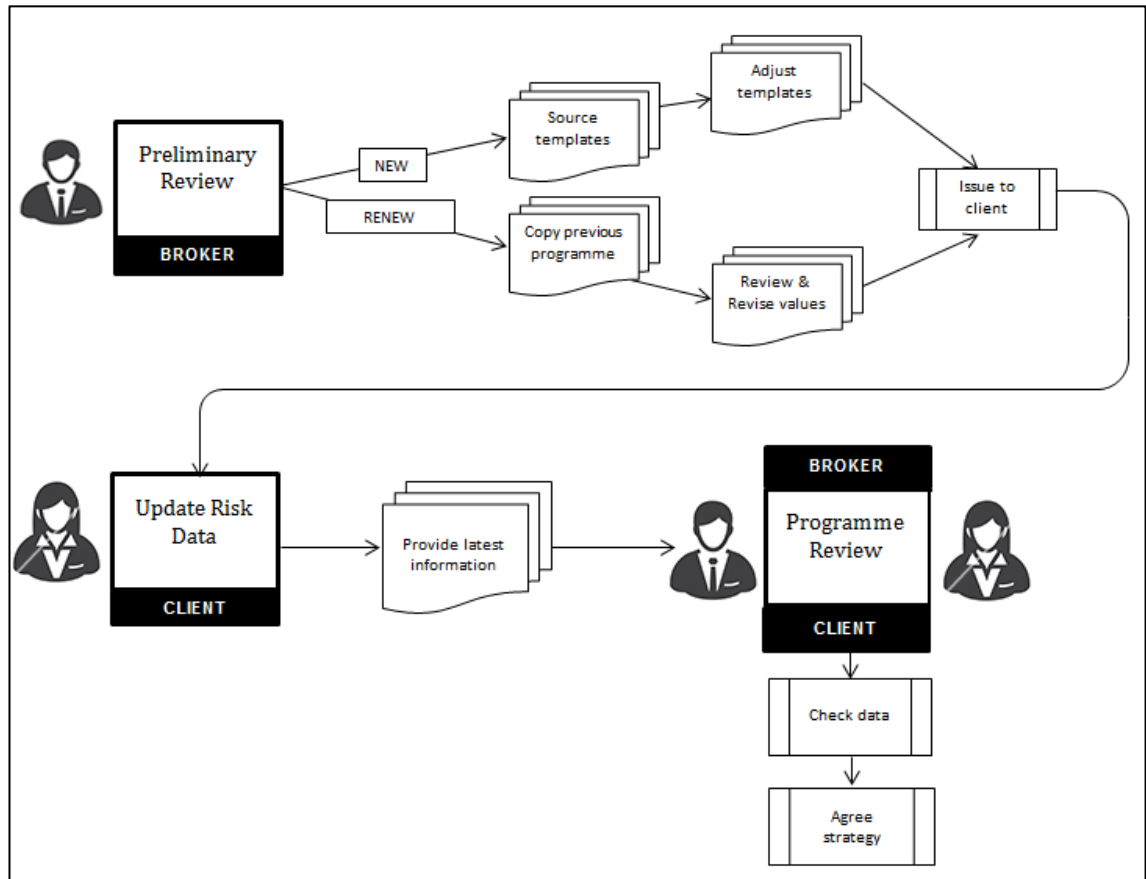 Preliminary
Review
BROKER
NEW
RENEW
Source
templates
Adjust
templates
Copy previous
programme
Review &
Revise values
Issue to
client
Update Risk
Data
CLIENT
Provide latest
information
BROKER
Programme
Review
CLIENT
Check data
Agree
strategy